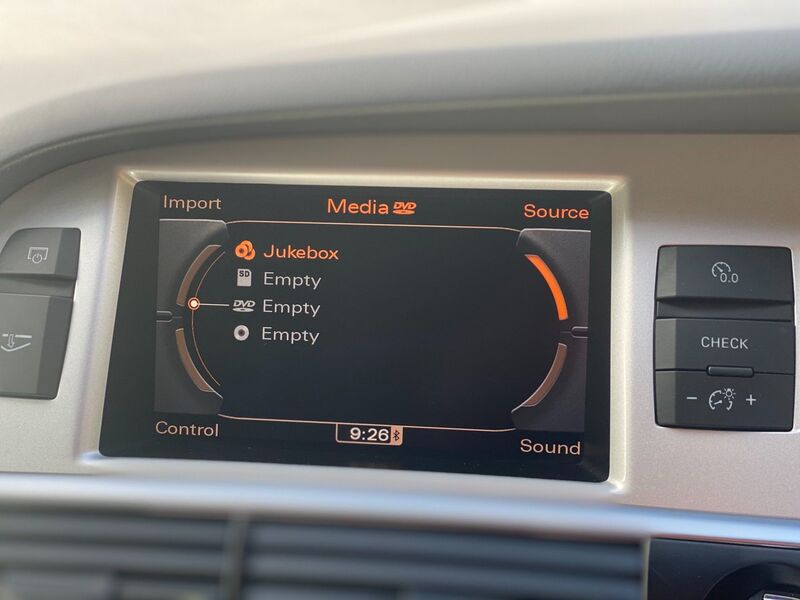 Import
Media DVD
Source
Jukebox
SD Empty
DVD Empty
Empty
Control
9:26
Sound
0.0
CHECK
- +